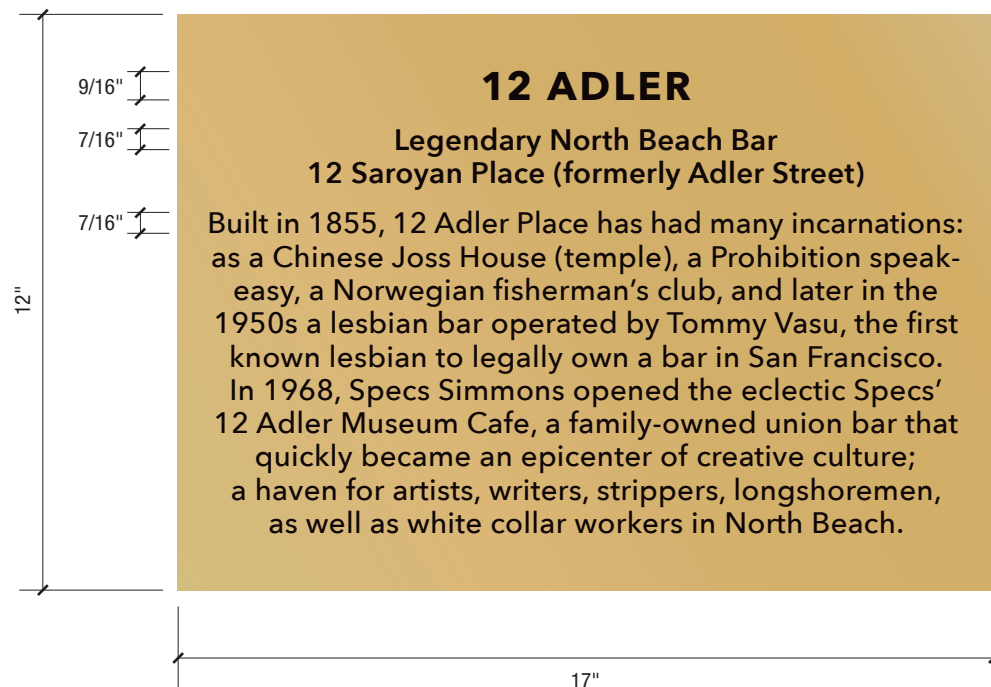 12 ADLER
Legendary North Beach Bar
12 Saroyan Place (formerly Adler Street)
Built in 1855, 12 Adler Place has had many incarnations:
as a Chinese Joss House (temple), a Prohibition speak-
easy, a Norwegian fisherman’s club, and later in the
1950s a lesbian bar operated by Tommy Vasu, the first
known lesbian to legally own a bar in San Francisco.
In 1968, Specs Simmons opened the eclectic Specs’
12 Adler Museum Cafe, a family-owned union bar that
quickly became an epicenter of creative culture;
a haven for artists, writers, strippers, longshoremen,
as well as white collar workers in North Beach.
9/16"
7/16"
7/16"
12"
17"